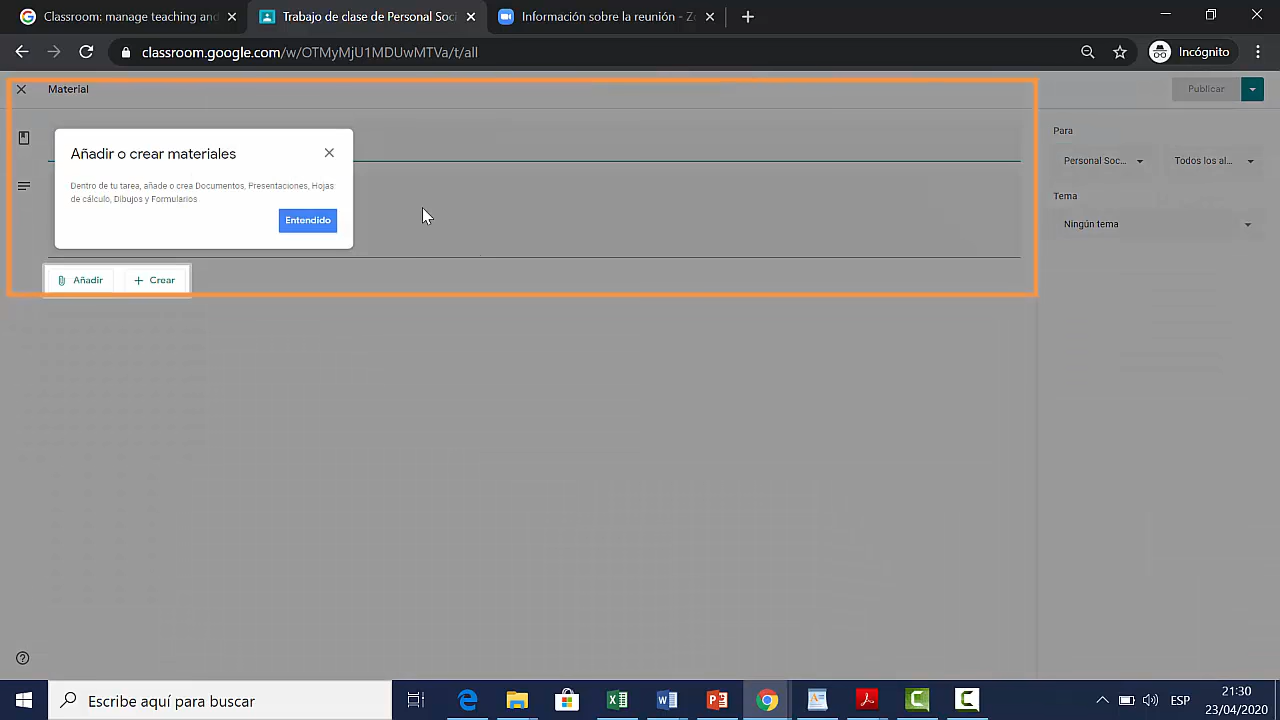 Classroom: manage teaching and
Trabajo de clase de Personal Soc
Información sobre la reunión - Zo
classroom.google.com/w/OTMyMjU1MDUwMTVa/t/all
Incógnito
Material
Publicar
Añadir o crear materiales
Dentro de tu tarea, añade o crea Documentos, Presentaciones, Hojas
de cálculo, Dibujos y Formularios
Entendido
Añadir
Crear
Para
Personal Soc...
Todos los al...
Tema
Ningún tema
Escribe aquí para buscar
ESP
21:30
23/04/2020